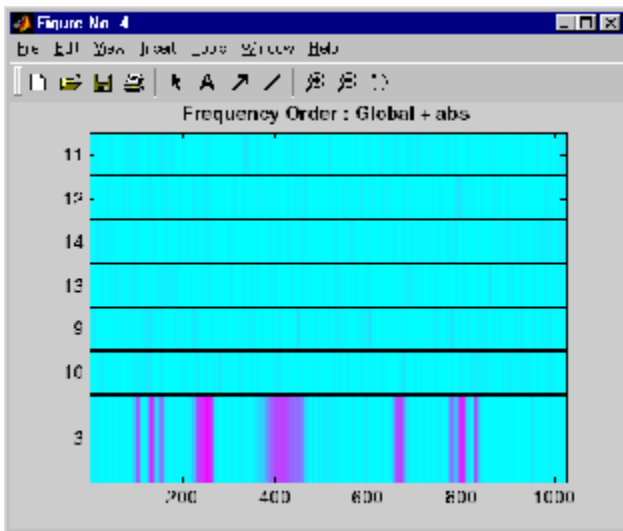 Figure No. 4
File Edit View Insert Tools Window Help
Frequency Order : Global + abs
11
12
14
13
9
10
3
200 400 600 800 1000